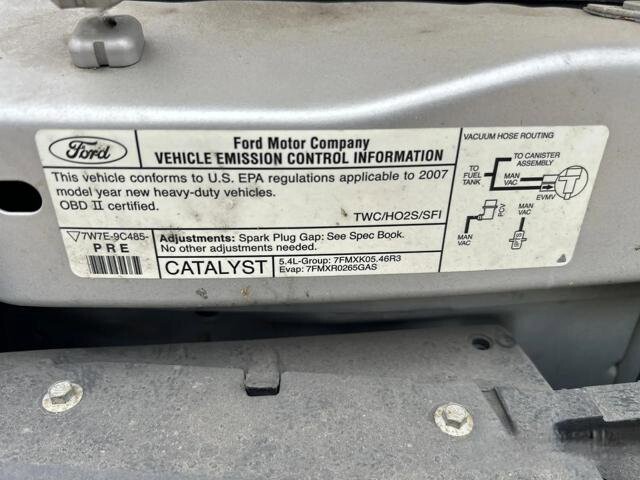 Ford
Ford Motor Company
VEHICLE EMISSION CONTROL INFORMATION
This vehicle conforms to U.S. EPA regulations applicable to 2007
model year new heavy-duty vehicles.
OBD II certified.
TWC/HO2S/SFI
7W7E-9C485-
PRE
Adjustments: Spark Plug Gap: See Spec Book.
No other adjustments needed.
CATALYST
5.4L-Group: 7FMXK05.46R3
Evap: 7FMXR0265GAS
VACUUM HOSE ROUTING
TO CANISTER
ASSEMBLY
TO
FUEL
TANK
MAN
VAC
EVMV
PCV
MAN
VAC
MAN
VAC